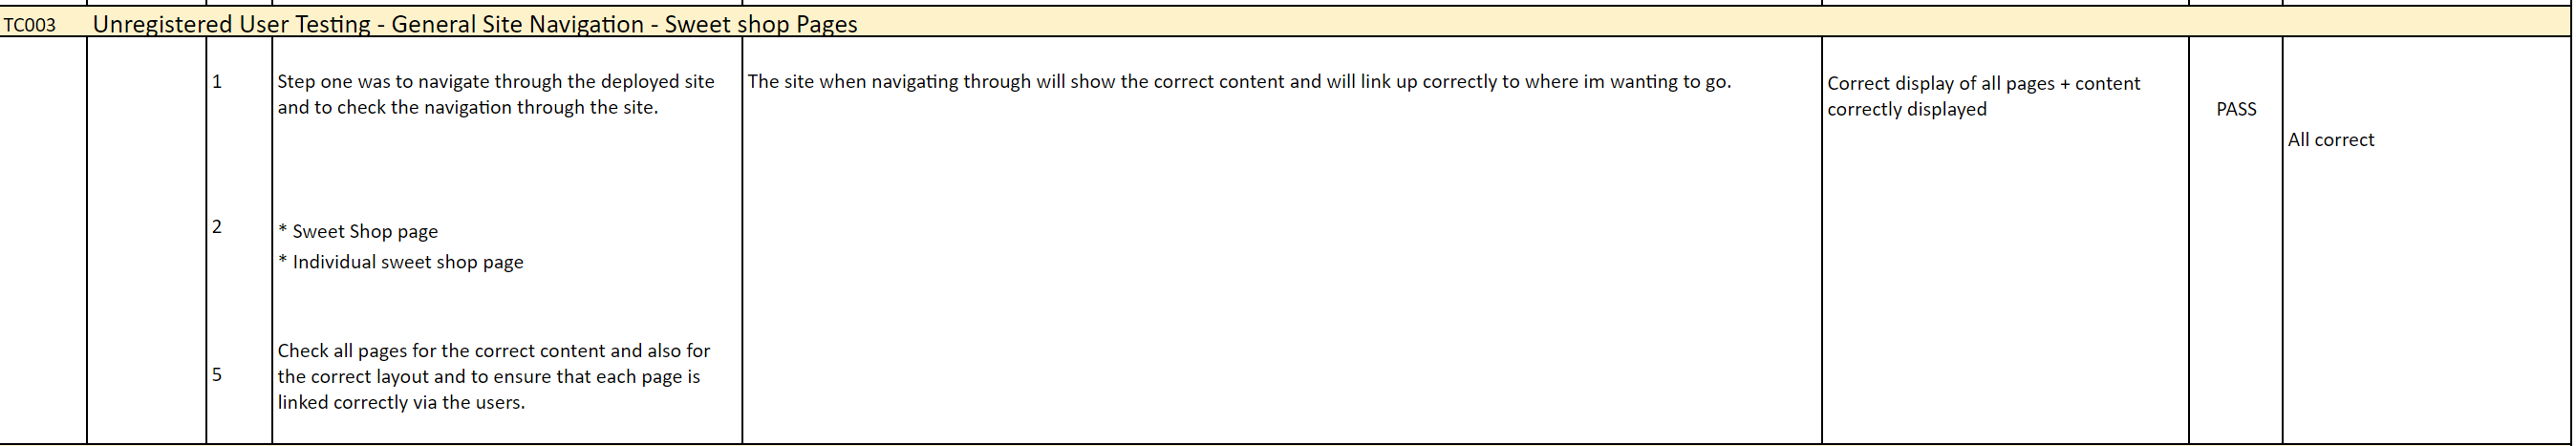 TC003 Unregistered User Testing - General Site Navigation - Sweet shop Pages
1 Step one was to navigate through the deployed site
and to check the navigation through the site.
The site when navigating through will show the correct content and will link up correctly to where im wanting to go.
Correct display of all pages + content
correctly displayed
PASS
All correct
2 * Sweet Shop page
* Individual sweet shop page
5 Check all pages for the correct content and also for
the correct layout and to ensure that each page is
linked correctly via the users.